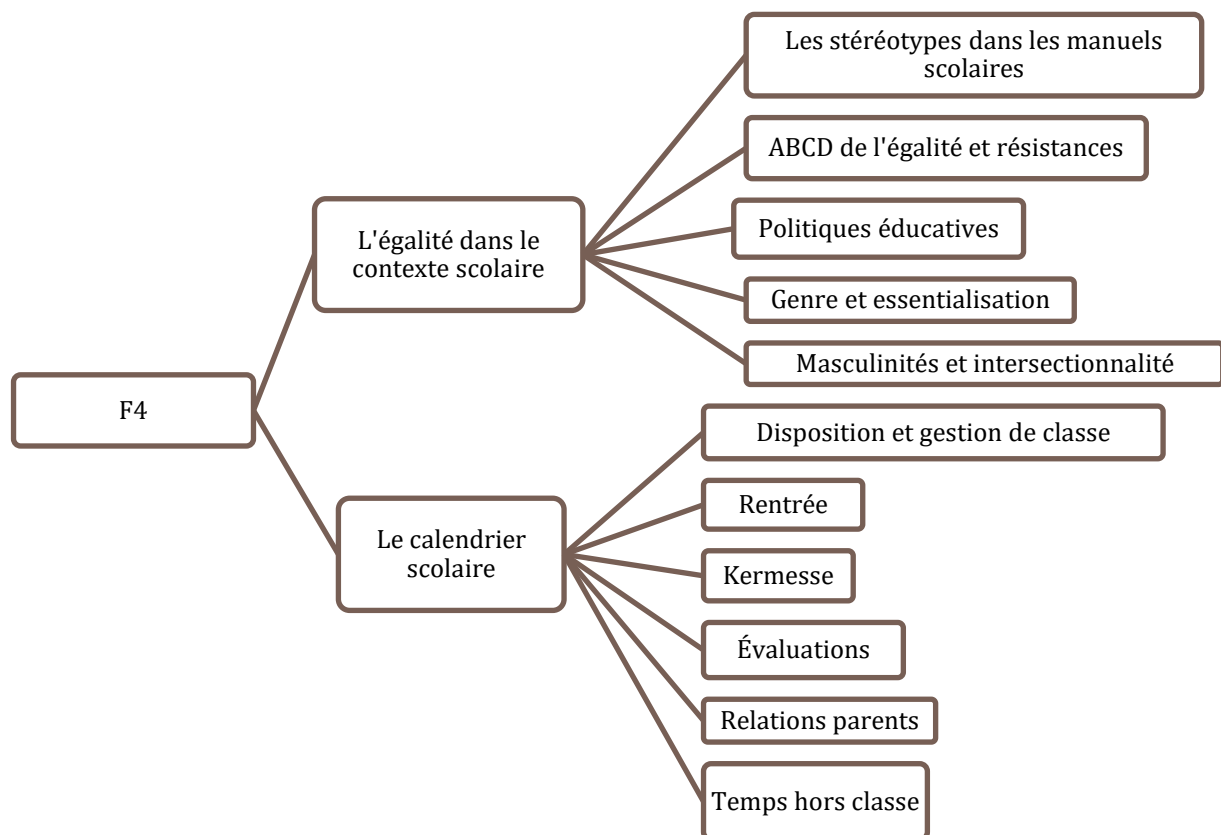 F4
L'égalité dans le
contexte scolaire
Les stéréotypes dans les manuels
scolaires
ABCD de l'égalité et résistances
Politiques éducatives
Genre et essentialisation
Masculinités et intersectionnalité
Le calendrier
scolaire
Disposition et gestion de classe
Rentrée
Kermesse
Évaluations
Relations parents
Temps hors classe